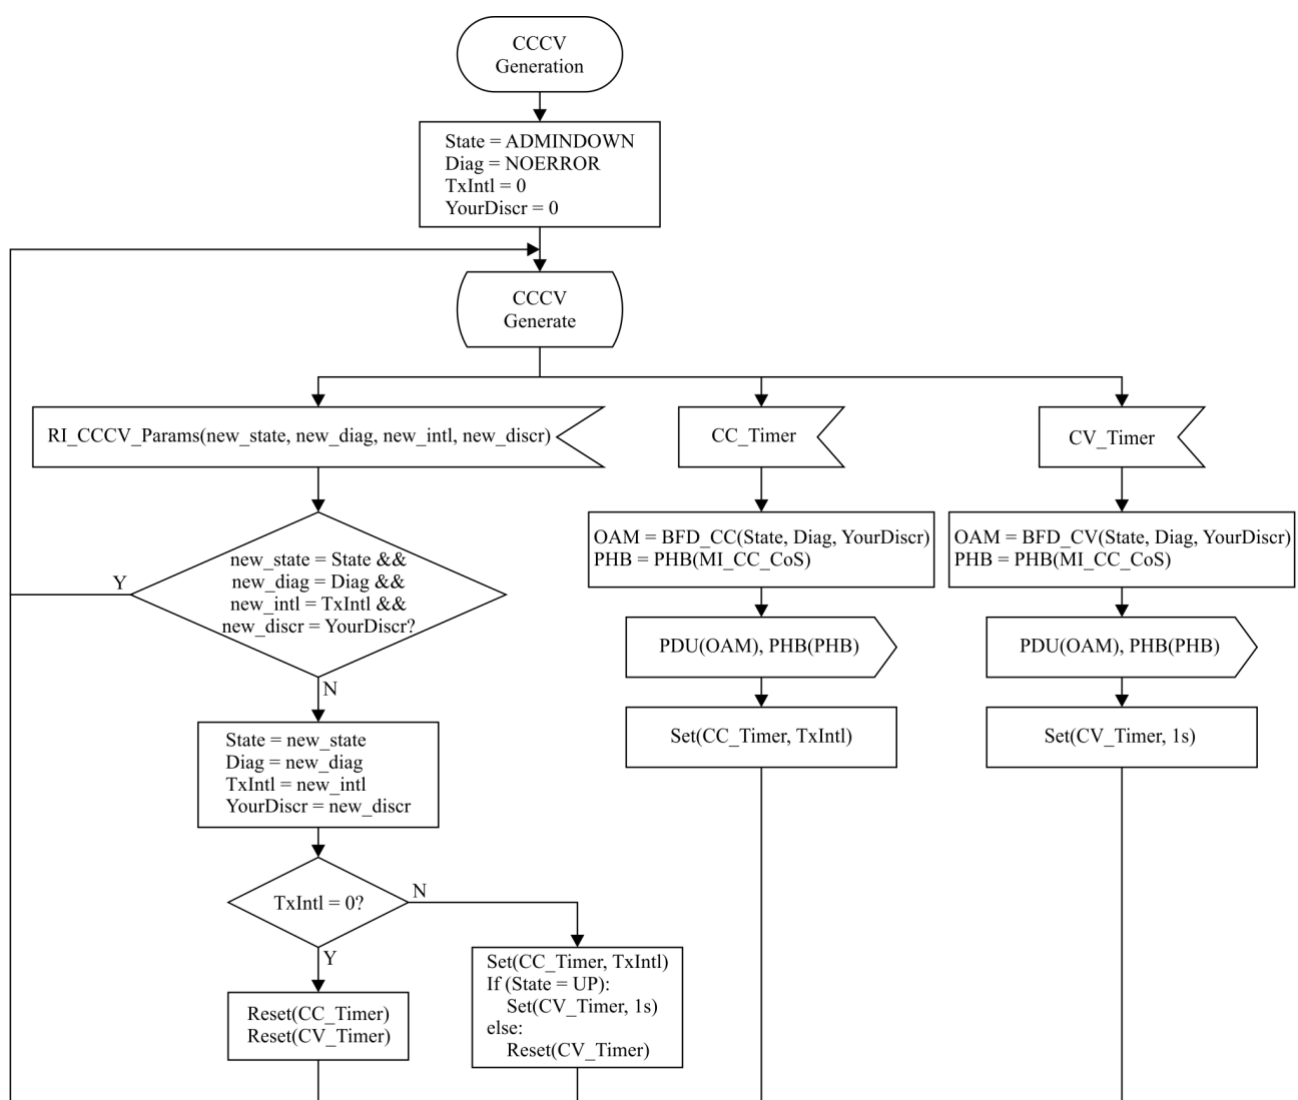 CCCV
Generation
State = ADMINDOWN
Diag = NOERROR
TxIntl = 0
YourDiscr = 0
CCCV
Generate
RI_CCCV_Params(new_state, new_diag, new_intl, new_discr)
CC_Timer
CV_Timer
new_state = State &&
new_diag = Diag &&
new_intl = TxIntl &&
new_discr = YourDiscr?
Y
N
OAM = BFD_CC(State, Diag, YourDiscr)
PHB = PHB(MI_CC_CoS)
OAM = BFD_CV(State, Diag, YourDiscr)
PHB = PHB(MI_CC_CoS)
PDU(OAM), PHB(PHB)
PDU(OAM), PHB(PHB)
State = new_state
Diag = new_diag
TxIntl = new_intl
YourDiscr = new_discr
Set(CC_Timer, TxIntl)
Set(CV_Timer, 1s)
TxIntl = 0?
N
Y
Reset(CC_Timer)
Reset(CV_Timer)
Set(CC_Timer, TxIntl)
If (State = UP):
Set(CV_Timer, 1s)
else:
Reset(CV_Timer)